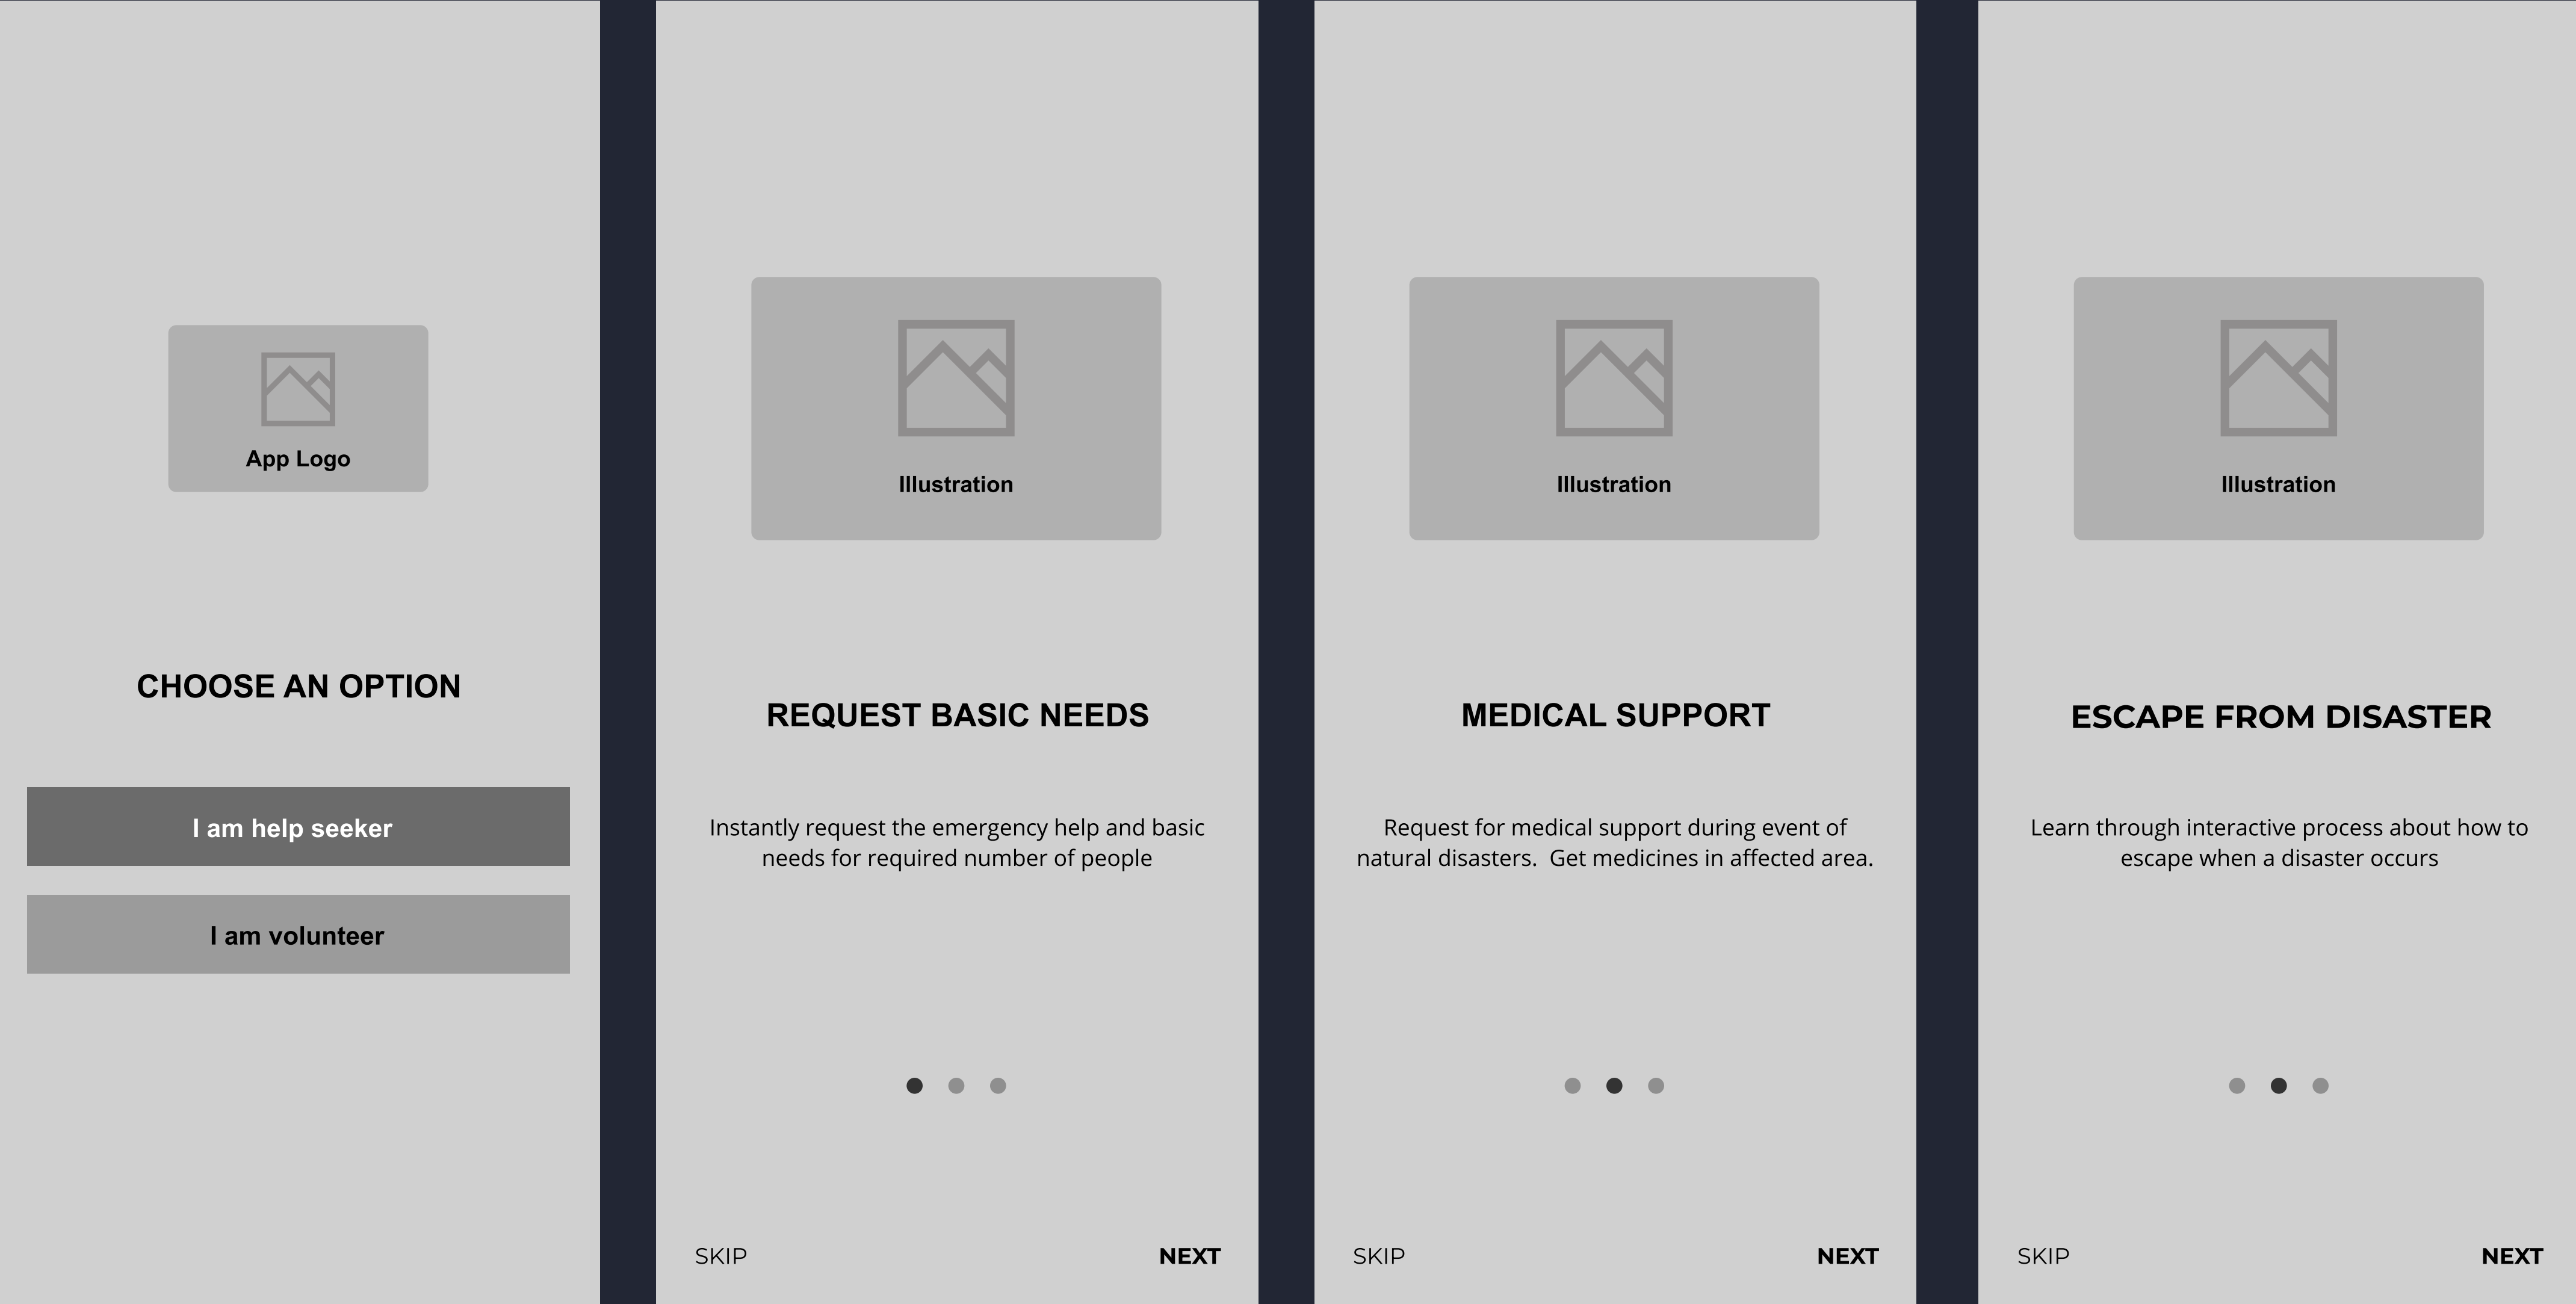 App Logo
CHOOSE AN OPTION
I am help seeker
I am volunteer
Illustration
REQUEST BASIC NEEDS
Instantly request the emergency help and basic
needs for required number of people
SKIP
NEXT
Illustration
MEDICAL SUPPORT
Request for medical support during event of
natural disasters.  Get medicines in affected area.
SKIP
NEXT
Illustration
ESCAPE FROM DISASTER
Learn through interactive process about how to
escape when a disaster occurs
SKIP
NEXT